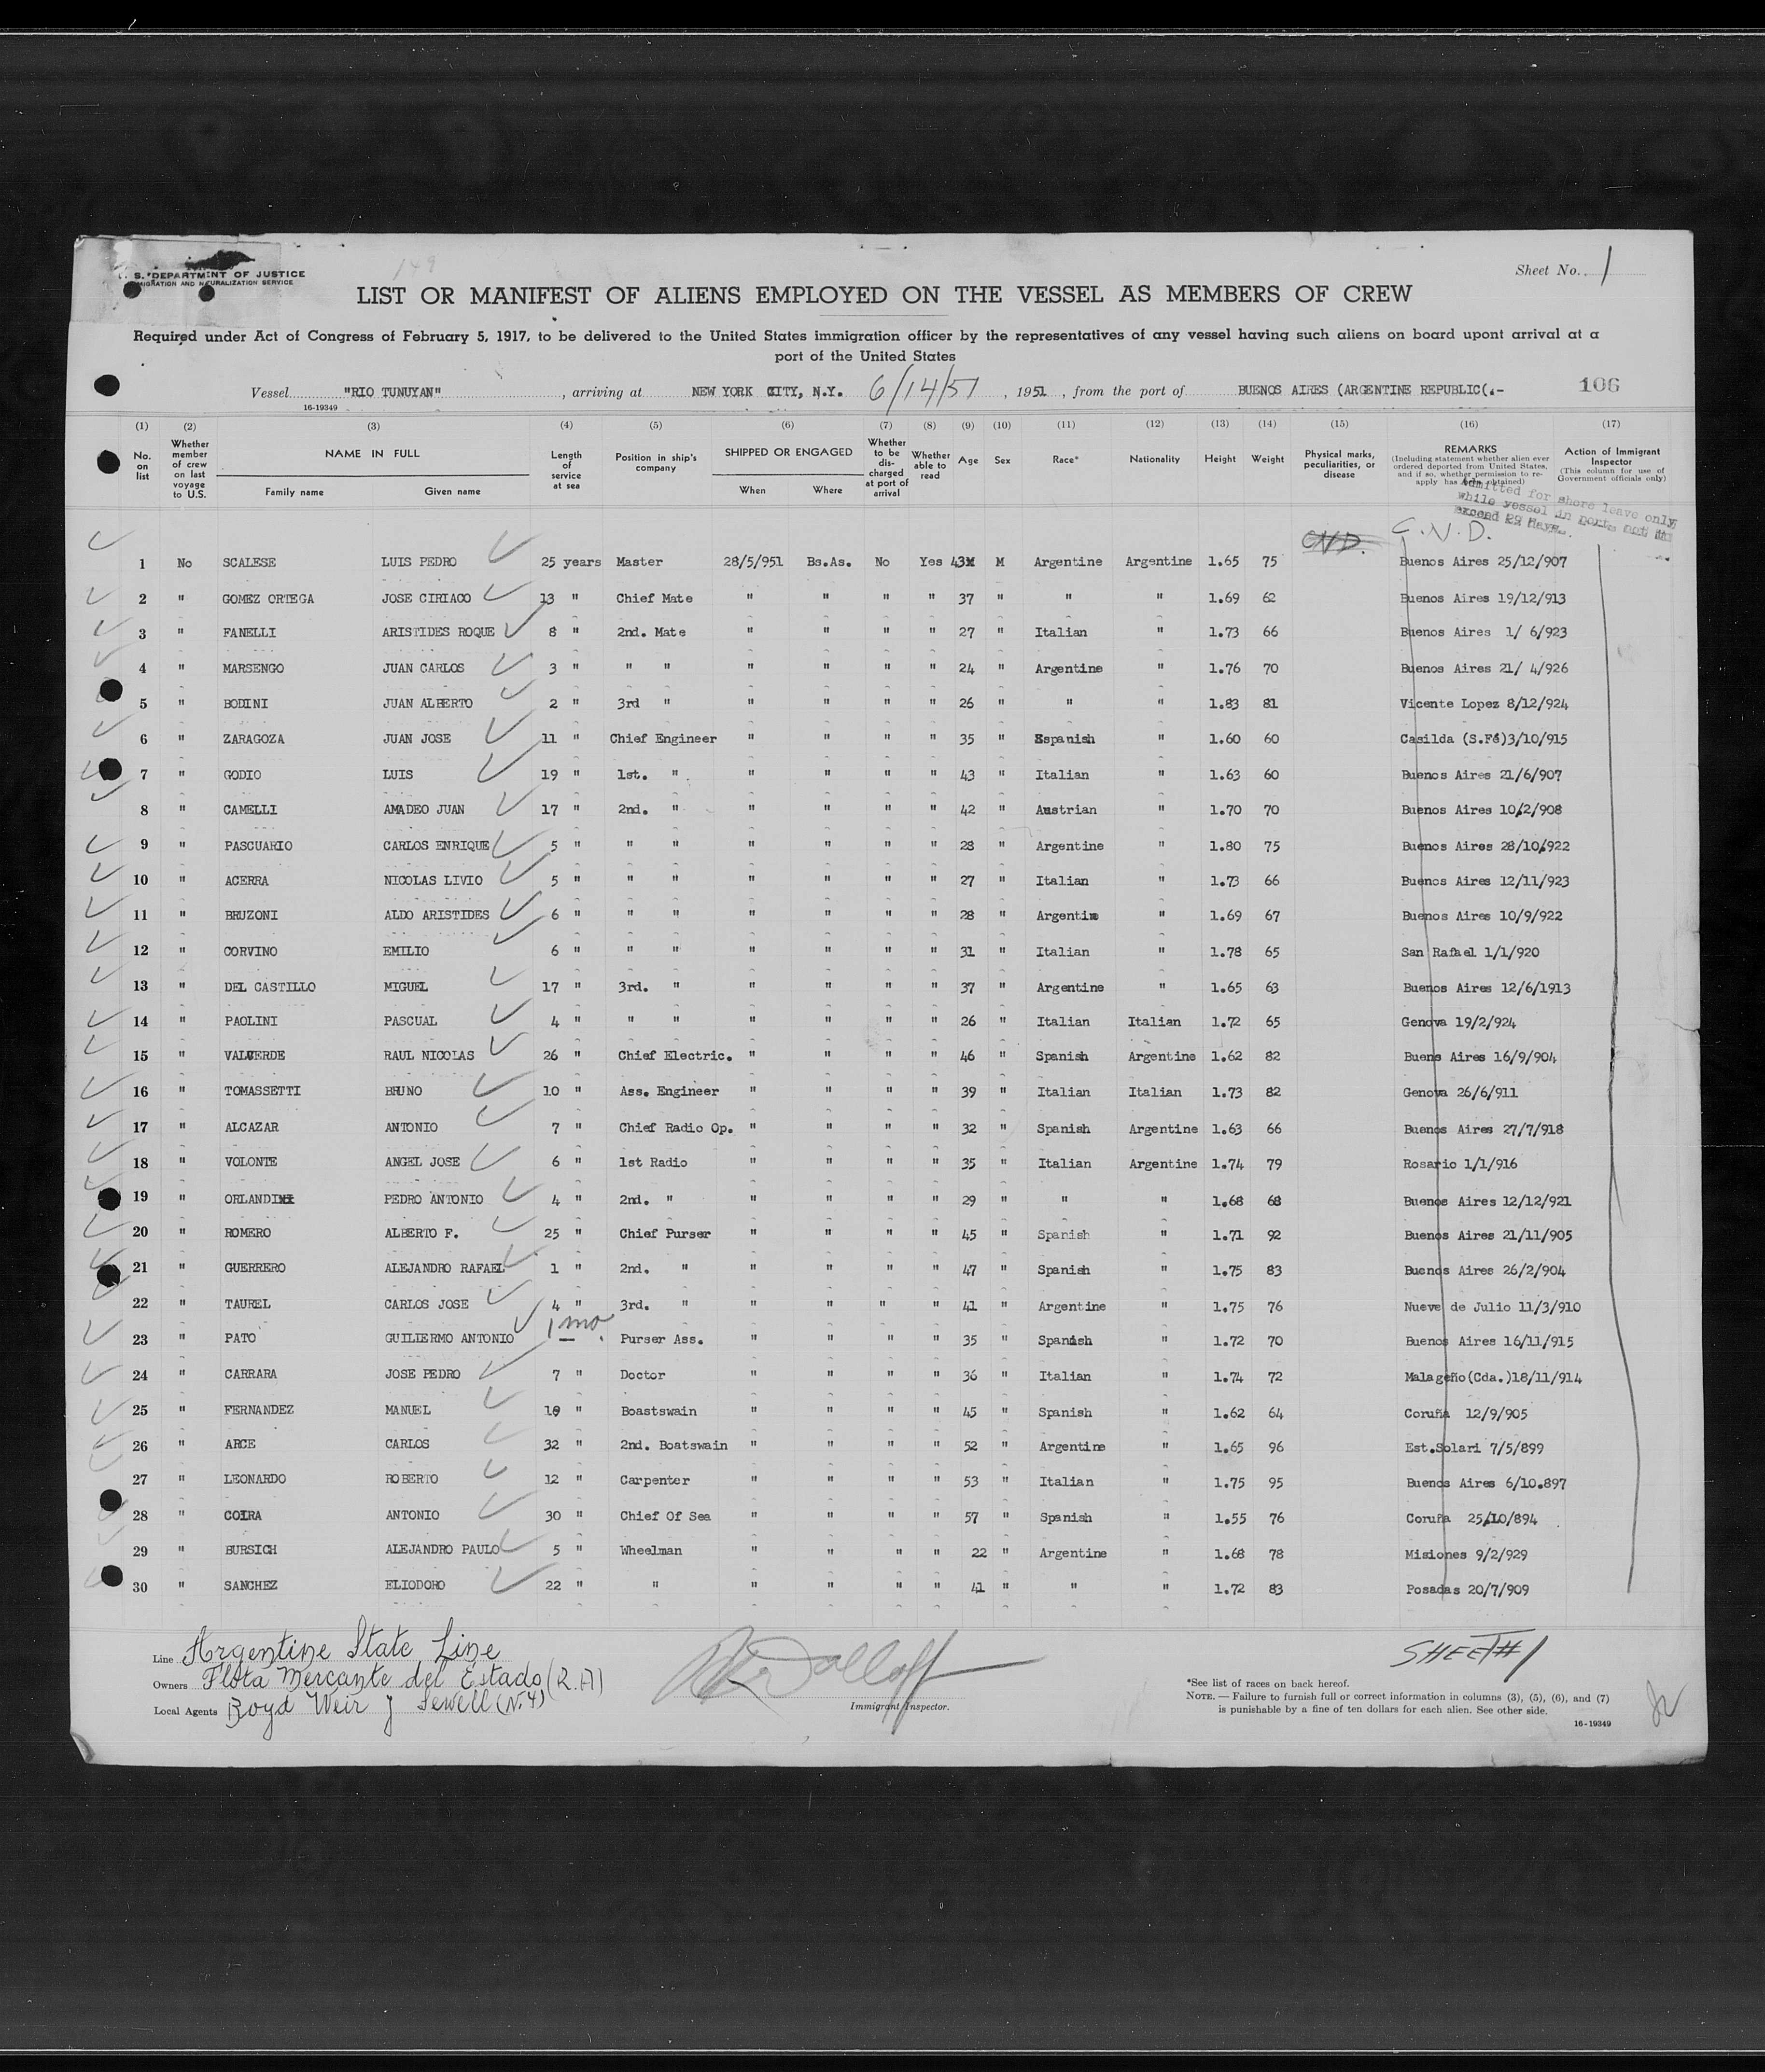 S. DEPARTMENT OF JUSTICE
IMMIGRATION AND NATURALIZATION SERVICE
149
Sheet No. 1
LIST OR MANIFEST OF ALIENS EMPLOYED ON THE VESSEL AS MEMBERS OF CREW
Required under Act of Congress of February 5, 1917, to be delivered to the United States immigration officer by the representatives of any vessel having such aliens on board upont arrival at a
port of the United States
Vessel "RIO TUNUYAN" , arriving at NEW YORK CITY, N.Y. 6/14/51 , 1951 , from the port of BUENOS AIRES (ARGENTINE REPUBLIC(.- 106
16-19349
(1) (2) (3) (4) (5) (6) (7) (8) (9) (10) (11) (12) (13) (14) (15) (16) (17)
No. on list Whether member of crew on last voyage to U.S. NAME IN FULL Family name Given name Length of service at sea Position in ship's company SHIPPED OR ENGAGED When Where Whether to be discharged at port of arrival Whether able to read Age Sex Race* Nationality Height Weight Physical marks, peculiarities, or disease REMARKS (Including statement whether alien ever ordered deported from United States, and if so, whether permission to reapply has been obtained) Action of Immigrant Inspector (This column for use of Government officials only)
Admitted for shore leave only
while vessel in port, not to
exceed 29 days.
C.N.D. C.N.D.
1 No SCALESE LUIS PEDRO 25 years Master 28/5/951 Bs.As. No Yes 43 M Argentine Argentine 1.65 75 Buenos Aires 25/12/907
2 " GOMEZ ORTEGA JOSE CIRIACO 13 " Chief Mate " " " " 37 " " " 1.69 62 Buenos Aires 19/12/913
3 " FANELLI ARISTIDES ROQUE 8 " 2nd. Mate " " " " 27 " Italian " 1.73 66 Buenos Aires 1/ 6/923
4 " MARSENGO JUAN CARLOS 3 " " " " " " " 24 " Argentine " 1.76 70 Buenos Aires 21/ 4/926
5 " BODINI JUAN ALBERTO 2 " 3rd " " " " " 26 " " " 1.83 81 Vicente Lopez 8/12/924
6 " ZARAGOZA JUAN JOSE 11 " Chief Engineer " " " " 35 " Sspanish " 1.60 60 Casilda (S.Fé)3/10/915
7 " GODIO LUIS 19 " 1st. " " " " " 43 " Italian " 1.63 60 Buenos Aires 21/6/907
8 " CAMELLI AMADEO JUAN 17 " 2nd. " " " " " 42 " Austrian " 1.70 70 Buenos Aires 10/2/908
9 " PASCUARIO CARLOS ENRIQUE 5 " " " " " " " 28 " Argentine " 1.80 75 Buenos Aires 28/10/922
10 " ACERRA NICOLAS LIVIO 5 " " " " " " " 27 " Italian " 1.73 66 Buenos Aires 12/11/923
11 " BRUZONI ALDO ARISTIDES 6 " " " " " " " 28 " Argentine " 1.69 67 Buenos Aires 10/9/922
12 " CORVINO EMILIO 6 " " " " " " " 31 " Italian " 1.78 65 San Rafael 1/1/920
13 " DEL CASTILLO MIGUEL 17 " 3rd. " " " " " 37 " Argentine " 1.65 63 Buenos Aires 12/6/1913
14 " PAOLINI PASCUAL 4 " " " " " " " 26 " Italian Italian 1.72 65 Genova 19/2/924
15 " VALVERDE RAUL NICOLAS 26 " Chief Electric. " " " " 46 " Spanish Argentine 1.62 82 Buens Aires 16/9/904
16 " TOMASSETTI BRUNO 10 " Ass. Engineer " " " " 39 " Italian Italian 1.73 82 Genova 26/6/911
17 " ALCAZAR ANTONIO 7 " Chief Radio Op. " " " " 32 " Spanish Argentine 1.63 66 Buenos Aires 27/7/918
18 " VOLONTE ANGEL JOSE 6 " 1st Radio " " " " 35 " Italian Argentine 1.74 79 Rosario 1/1/916
19 " ORLANDI PEDRO ANTONIO 4 " 2nd. " " " " " 29 " " " 1.68 68 Buenos Aires 12/12/921
20 " ROMERO ALBERTO F. 25 " Chief Purser " " " " 45 " Spanish " 1.71 92 Buenos Aires 21/11/905
21 " GUERRERO ALEJANDRO RAFAEL 1 " 2nd. " " " " " 47 " Spanish " 1.75 83 Buenos Aires 26/2/904
22 " TAUREL CARLOS JOSE 4 " 3rd. " " " " " 41 " Argentine " 1.75 76 Nueve de Julio 11/3/910
23 " PATO GUILIERMO ANTONIO 1 mo. Purser Ass. " " " " 35 " Spanish " 1.72 70 Buenos Aires 16/11/915
24 " CARRARA JOSE PEDRO 7 " Doctor " " " " 36 " Italian " 1.74 72 Malageño(Cda.)18/11/914
25 " FERNANDEZ MANUEL 19 " Boastswain " " " " 45 " Spanish " 1.62 64 Coruña 12/9/905
26 " ARCE CARLOS 32 " 2nd. Boatswain " " " " 52 " Argentine " 1.65 96 Est.Solari 7/5/899
27 " LEONARDO ROBERTO 12 " Carpenter " " " " 53 " Italian " 1.75 95 Buenos Aires 6/10.897
28 " COIRA ANTONIO 30 " Chief Of Sea " " " " 57 " Spanish " 1.55 76 Coruña 25/10/894
29 " BURSICH ALEJANDRO PAULO 5 " Wheelman " " " " 22 " Argentine " 1.68 78 Misiones 9/2/929
30 " SANCHEZ ELIODORO 22 " " " " " " 41 " " " 1.72 83 Posadas 20/7/909
Line Argentine State Line
Owners Flota Mercante del Estado (R.A)
Local Agents Boyd Weir y Sewell (N.Y)
Immigrant Inspector.
SHEET #1
*See list of races on back hereof.
NOTE. — Failure to furnish full or correct information in columns (3), (5), (6), and (7)
is punishable by a fine of ten dollars for each alien. See other side.
16-19349